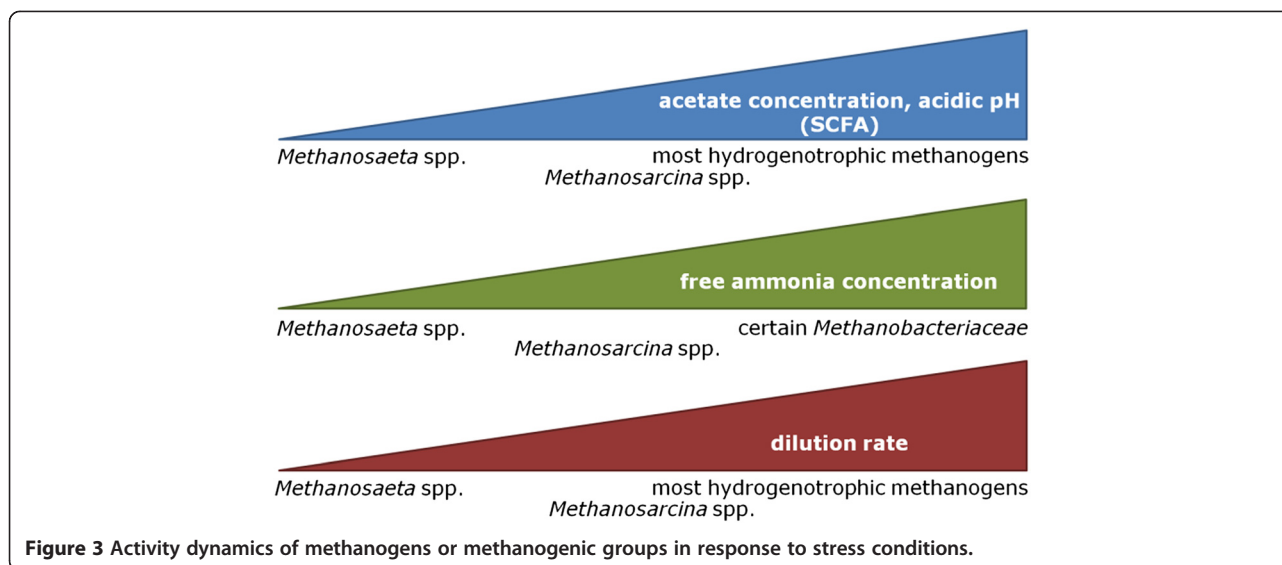 acetate concentration, acidic pH
(SCFA)
Methanosaeta spp. most hydrogenotrophic methanogens
Methanosarcina spp.
free ammonia concentration
Methanosaeta spp. certain Methanobacteriaceae
Methanosarcina spp.
dilution rate
Methanosaeta spp. most hydrogenotrophic methanogens
Methanosarcina spp.
Figure 3 Activity dynamics of methanogens or methanogenic groups in response to stress conditions.